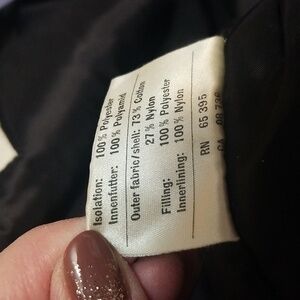 Isolation: 100% Polyester
Innenfutter: 100% Polyamid
Outer fabric/shell: 73% Cotton
27% Nylon
Filling: 100% Polyester
Innerlining: 100% Nylon
RN 65 395
CA